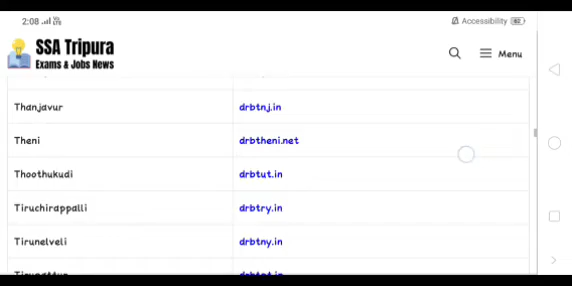 2:08
Accessibility 62
SSA Tripura
Exams & Jobs News
Menu
Thanjavur drbtnj.in
Theni drbtheni.net
Thoothukudi drbtut.in
Tiruchirappalli drbtry.in
Tirunelveli drbtny.in